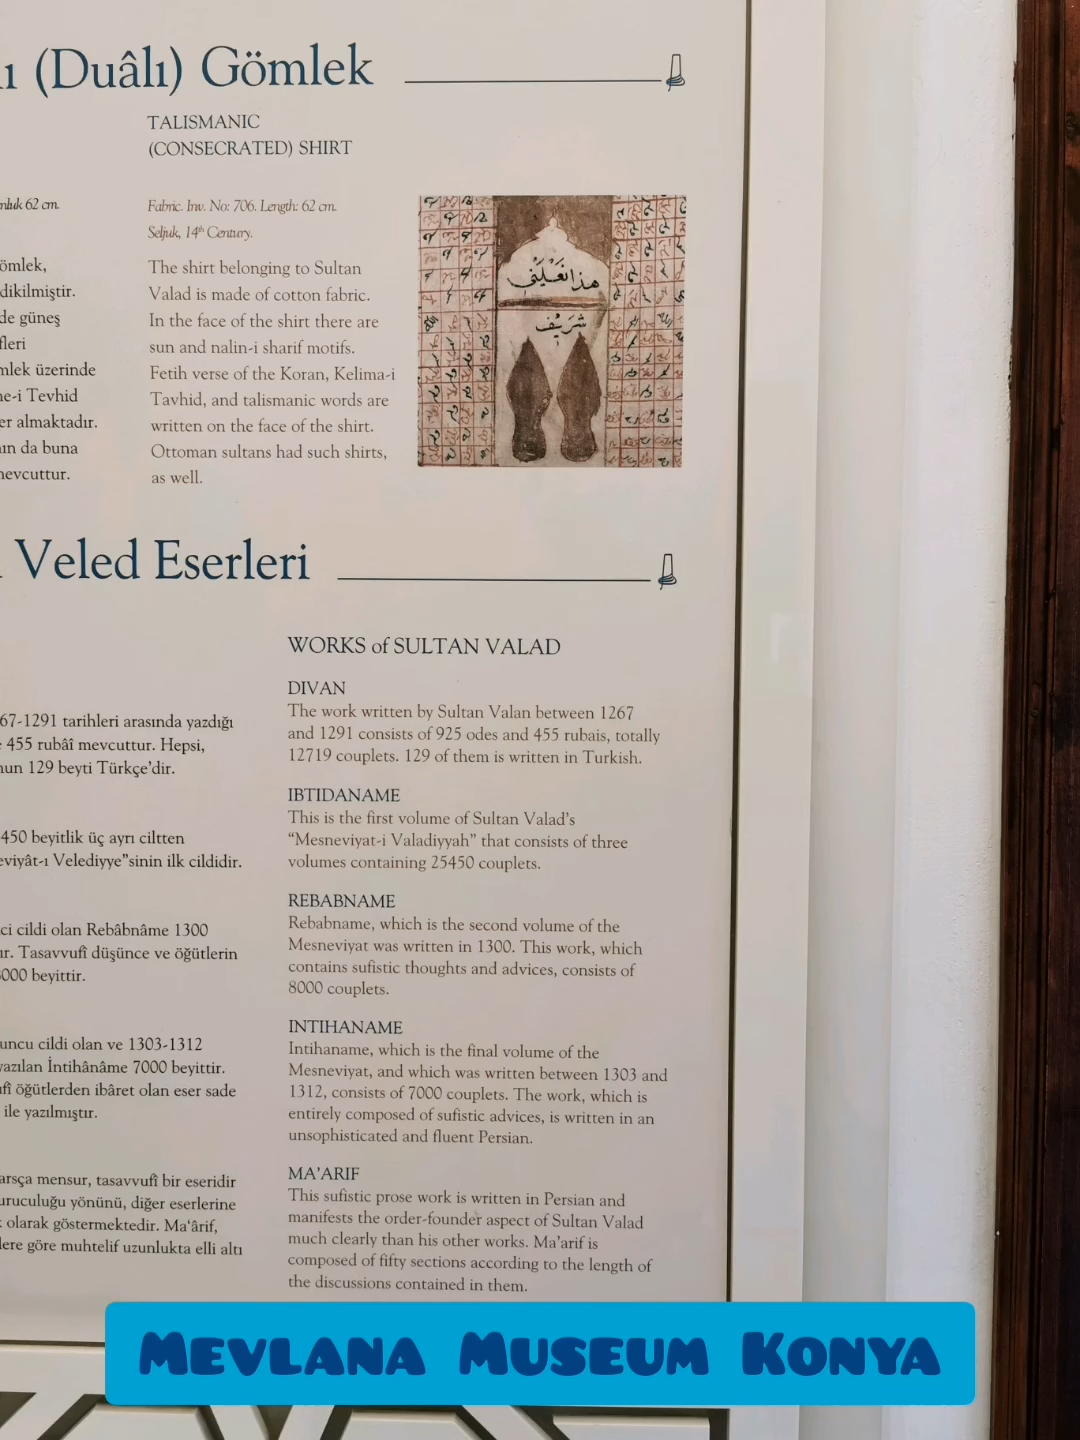 (Duâlı) Gömlek
TALISMANIC
(CONSECRATED) SHIRT
62 cm.
Fabric. Inv. No: 706. Length: 62 cm.
Seljuk, 14th Century.
The shirt belonging to Sultan
Valad is made of cotton fabric.
In the face of the shirt there are
sun and nalin-i sharif motifs.
Fetih verse of the Koran, Kelima-i
Tavhid, and talismanic words are
written on the face of the shirt.
Ottoman sultans had such shirts,
as well.
dikilmiştir.
de güneş
üzerinde
Tevhid
almaktadır.
da buna
mevcuttur.
هذا نعليني
شريف
Veled Eserleri
WORKS of SULTAN VALAD
DIVAN
The work written by Sultan Valan between 1267
and 1291 consists of 925 odes and 455 rubais, totally
12719 couplets. 129 of them is written in Turkish.
IBTIDANAME
This is the first volume of Sultan Valad's
“Mesneviyat-i Valadiyyah” that consists of three
volumes containing 25450 couplets.
REBABNAME
Rebabname, which is the second volume of the
Mesneviyat was written in 1300. This work, which
contains sufistic thoughts and advices, consists of
8000 couplets.
INTIHANAME
Intihaname, which is the final volume of the
Mesneviyat, and which was written between 1303 and
1312, consists of 7000 couplets. The work, which is
entirely composed of sufistic advices, is written in an
unsophisticated and fluent Persian.
MA'ARIF
This sufistic prose work is written in Persian and
manifests the order-founder aspect of Sultan Valad
much clearly than his other works. Ma'arif is
composed of fifty sections according to the length of
the discussions contained in them.
67-1291 tarihleri arasında yazdığı
455 rubâî mevcuttur. Hepsi,
129 beyti Türkçe'dir.
450 beyitlik üç ayrı ciltten
Velediyye”sinin ilk cildidir.
ci cildi olan Rebâbnâme 1300
Tasavvufî düşünce ve öğütlerin
000 beyittir.
uncu cildi olan ve 1303-1312
yazılan İntihânâme 7000 beyittir.
öğütlerden ibâret olan eser sade
ile yazılmıştır.
mensur, tasavvufî bir eseridir
yönünü, diğer eserlerine
olarak göstermektedir. Ma'ârif,
göre muhtelif uzunlukta elli altı
MEVLANA MUSEUM KONYA